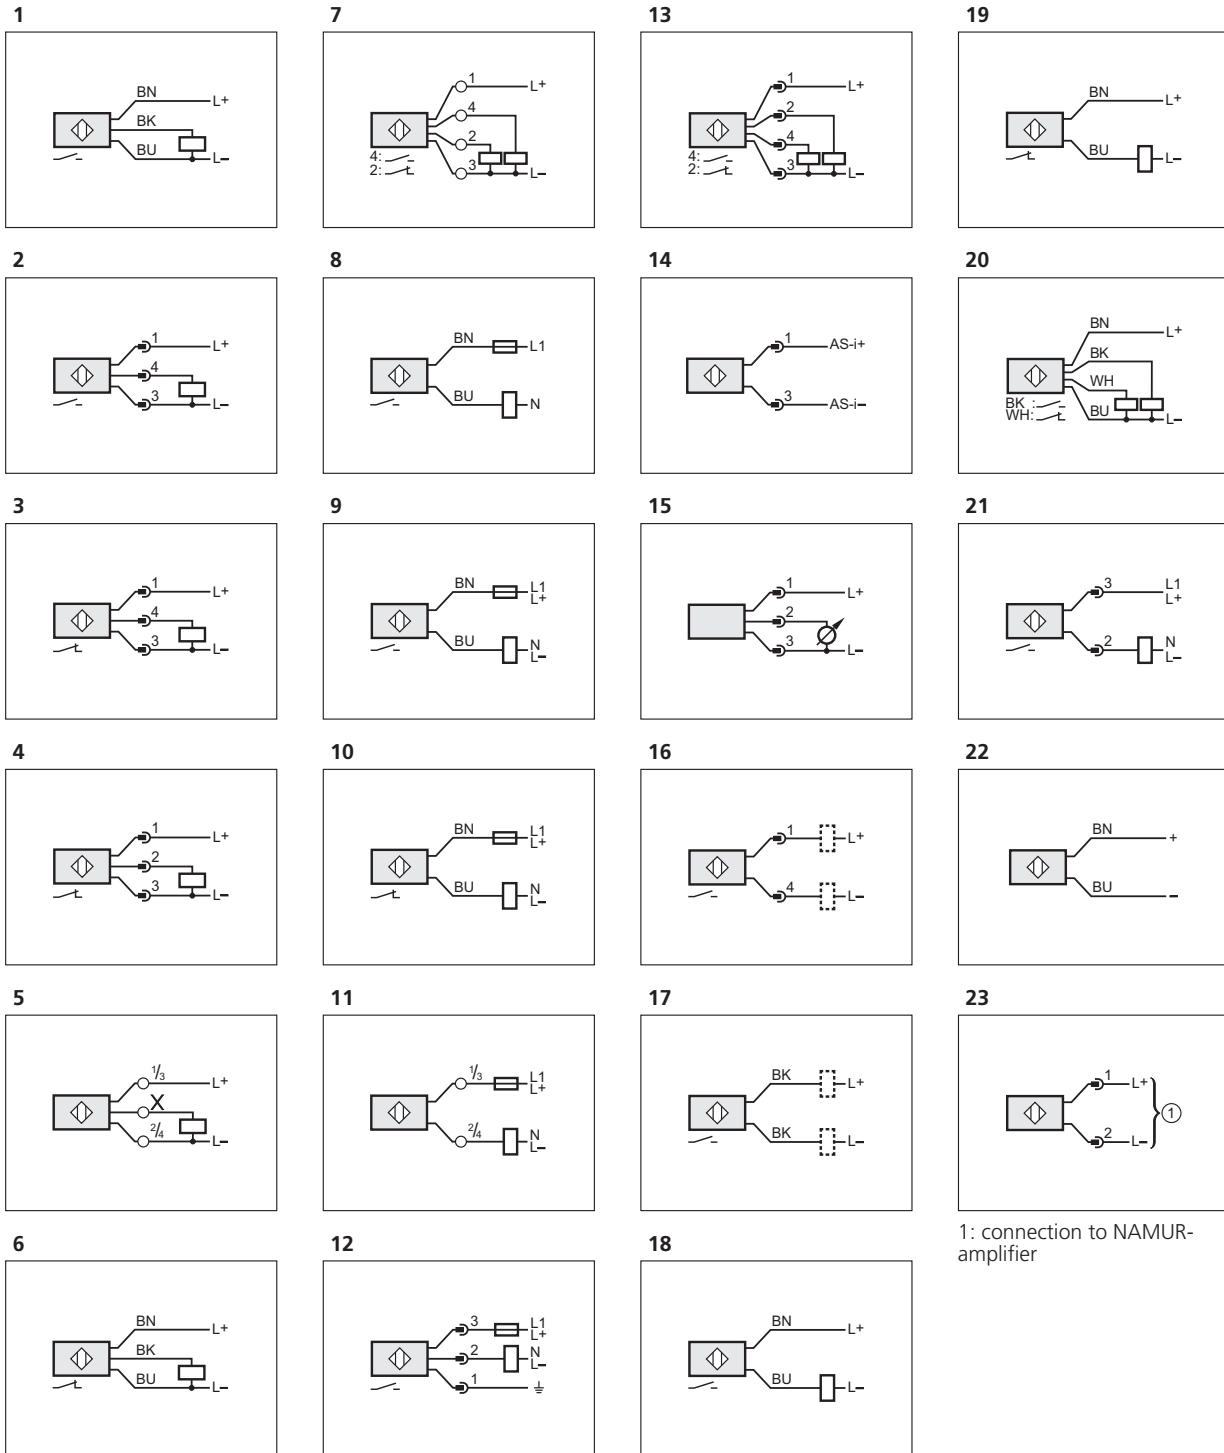 1
BN
L+
BK
BU
L–
7
1
L+
4
2
4:
2:
3
L–
13
1
L+
2
4
4:
2:
3
L–
19
BN
L+
BU
L–
2
1
L+
4
3
L–
8
BN
L1
BU
N
14
1
AS-i+
3
AS-i–
20
BN
L+
BK
WH
BK :
WH:
BU
L–
3
1
L+
4
3
L–
9
BN
L1
L+
BU
N
L–
15
1
L+
2
3
L–
21
3
L1
L+
2
N
L–
4
1
L+
2
3
L–
10
BN
L1
L+
BU
N
L–
16
1
L+
4
L–
22
BN
+
BU
–
5
1/3
L+
X
2/4
L–
11
1/3
L1
L+
2/4
N
L–
17
BK
L+
BK
L–
23
1
L+
1
2
L–
1: connection to NAMUR-
amplifier
6
BN
L+
BK
BU
L–
12
3
L1
L+
2
N
L–
1
18
BN
L+
BU
L–